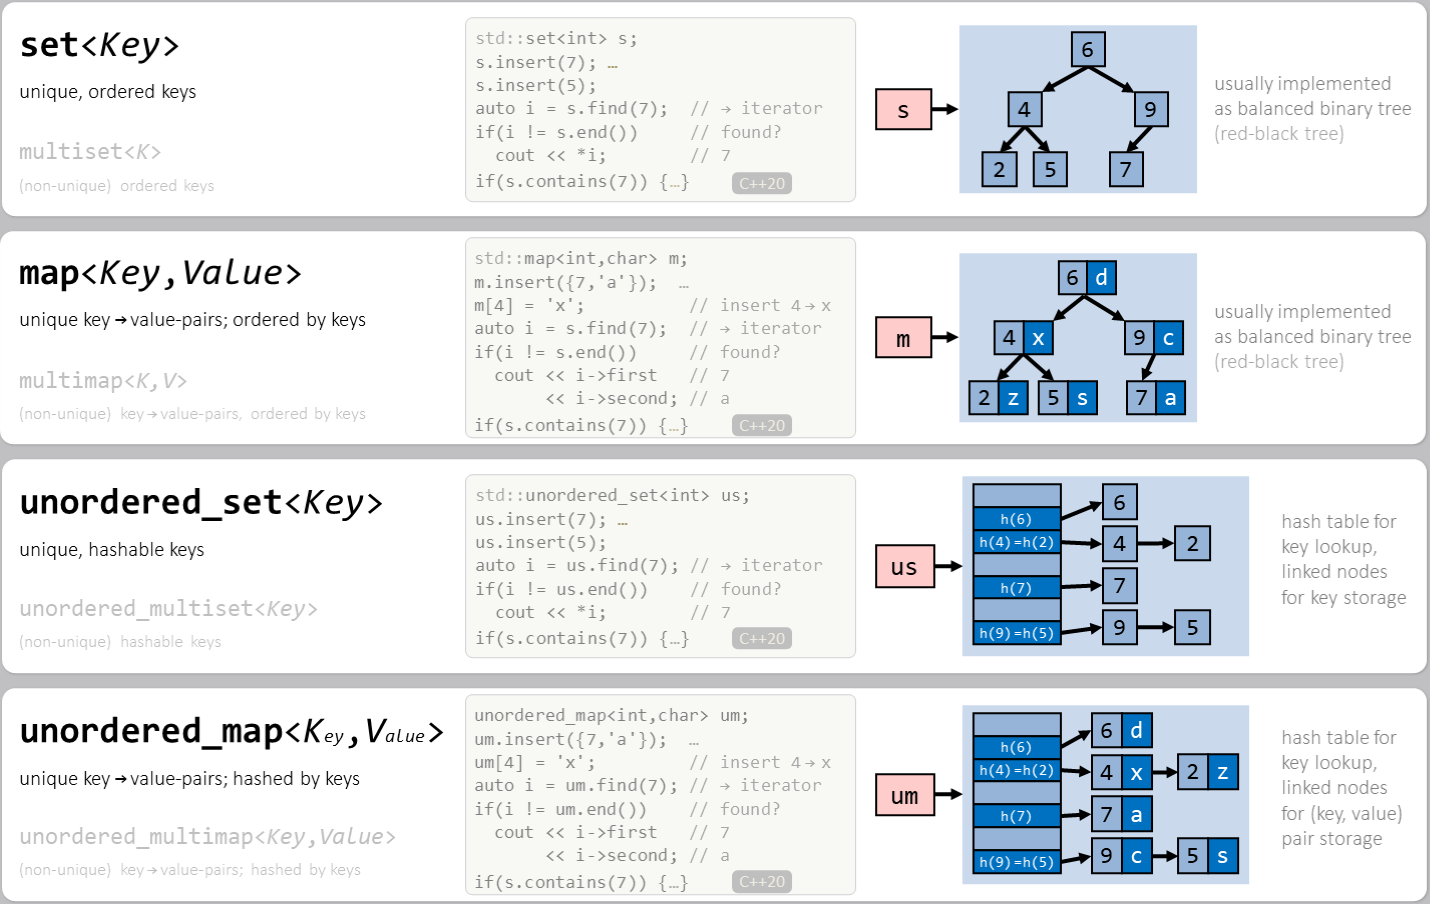 set<Key>
unique, ordered keys
multiset<K>
(non-unique) ordered keys
std::set<int> s;
s.insert(7); …
s.insert(5);
auto i = s.find(7);  // → iterator
if(i != s.end())     // found?
  cout << *i;        // 7
if(s.contains(7)) {…}    C++20
s
6
4 9
2 5 7
usually implemented
as balanced binary tree
(red-black tree)
map<Key,Value>
unique key→value-pairs; ordered by keys
multimap<K,V>
(non-unique) key→value-pairs, ordered by keys
std::map<int,char> m;
m.insert({7,'a'});  …
m[4] = 'x';          // insert 4→x
auto i = s.find(7);  // → iterator
if(i != s.end())     // found?
  cout << i->first   // 7
       << i->second; // a
if(s.contains(7)) {…}    C++20
m
6 d
4 x 9 c
2 z 5 s 7 a
usually implemented
as balanced binary tree
(red-black tree)
unordered_set<Key>
unique, hashable keys
unordered_multiset<Key>
(non-unique) hashable keys
std::unordered_set<int> us;
us.insert(7); …
us.insert(5);
auto i = us.find(7); // → iterator
if(i != us.end())    // found?
  cout << *i;        // 7
if(s.contains(7)) {…}    C++20
us
h(6) 6
h(4)=h(2) 4 2
h(7) 7
h(9)=h(5) 9 5
hash table for
key lookup,
linked nodes
for key storage
unordered_map<Key,Value>
unique key→value-pairs; hashed by keys
unordered_multimap<Key,Value>
(non-unique) key→value-pairs; hashed by keys
unordered_map<int,char> um;
um.insert({7,'a'});  …
um[4] = 'x';         // insert 4→x
auto i = um.find(7); // → iterator
if(i != um.end())    // found?
  cout << i->first   // 7
       << i->second; // a
if(s.contains(7)) {…}    C++20
um
h(6) 6 d
h(4)=h(2) 4 x 2 z
h(7) 7 a
h(9)=h(5) 9 c 5 s
hash table for
key lookup,
linked nodes
for (key, value)
pair storage